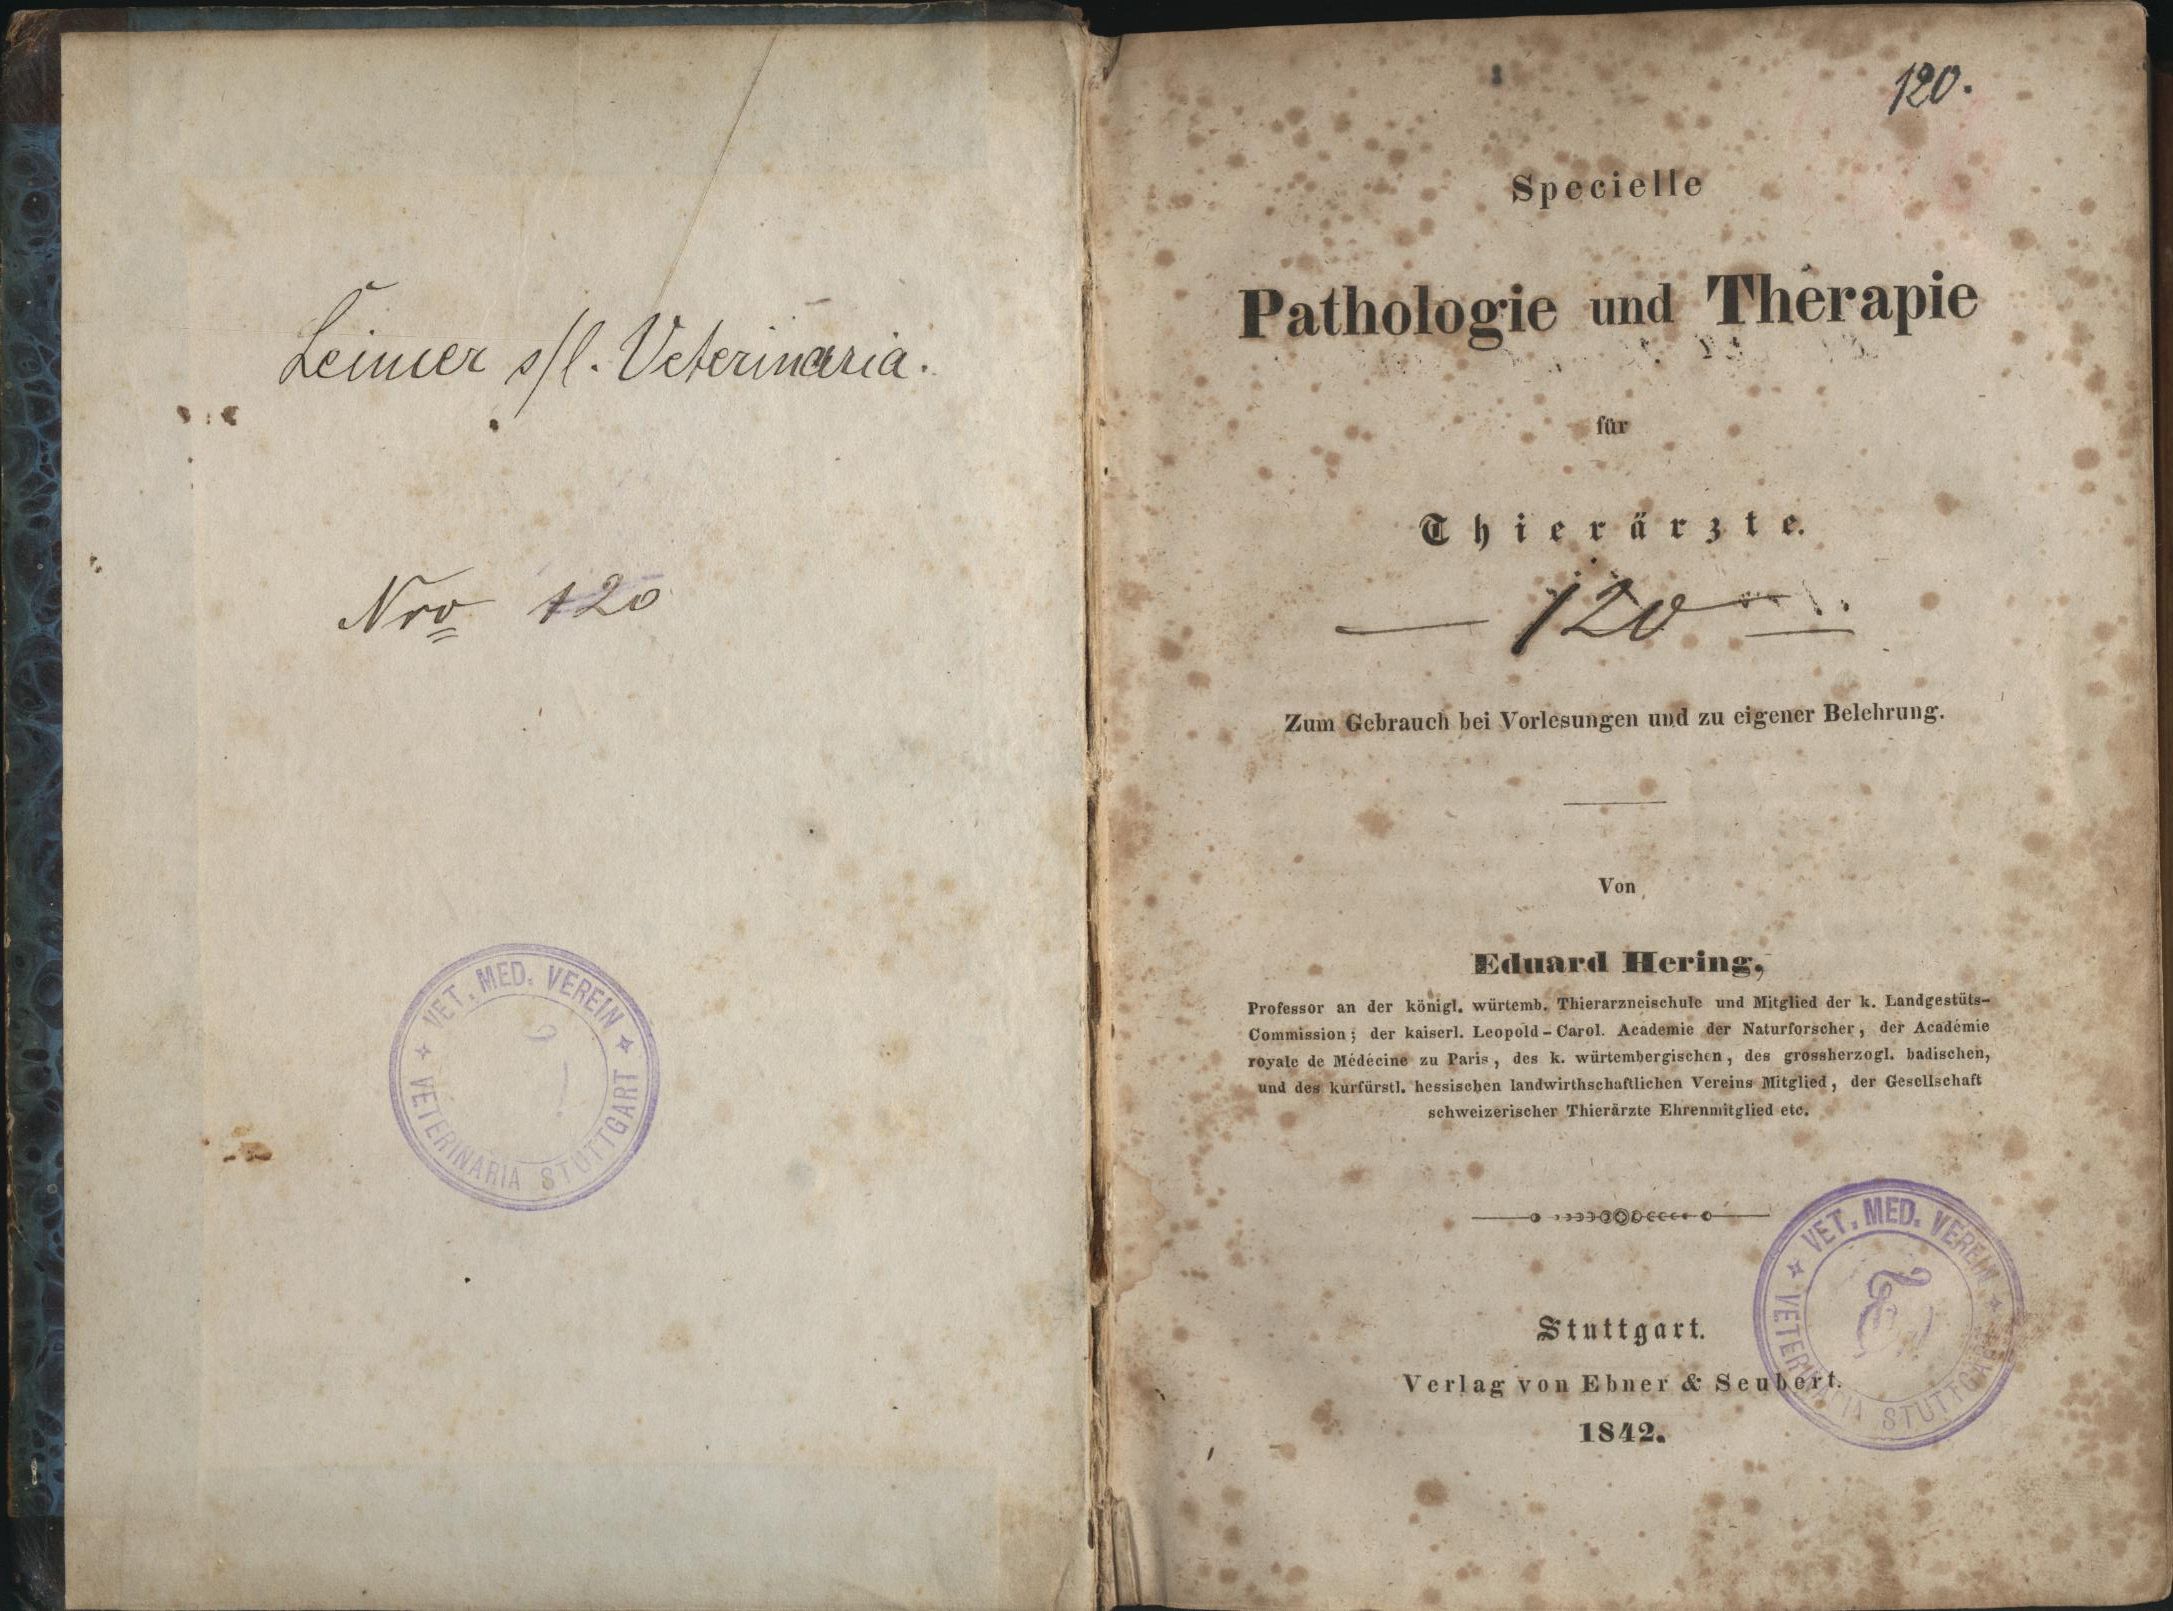 Leimer s/l. Veterinaria.
Nro 120
VET. MED. VEREIN
VETERINARIA STUTTGART
120.
Specielle
Pathologie und Therapie
für
Thierärzte.
120
Zum Gebrauch bei Vorlesungen und zu eigener Belehrung.
Von
Eduard Hering,
Professor an der königl. würtemb. Thierarzneischule und Mitglied der k. Landgestüts-
Commission; der kaiserl. Leopold-Carol. Academie der Naturforscher, der Académie
royale de Médécine zu Paris, des k. würtembergischen, des grossherzogl. badischen,
und des kurfürstl. hessischen landwirthschaftlichen Vereins Mitglied, der Gesellschaft
schweizerischer Thierärzte Ehrenmitglied etc.
Stuttgart.
Verlag von Ebner & Seubert.
1842.
VET. MED. VEREIN
VETERINARIA STUTTGART